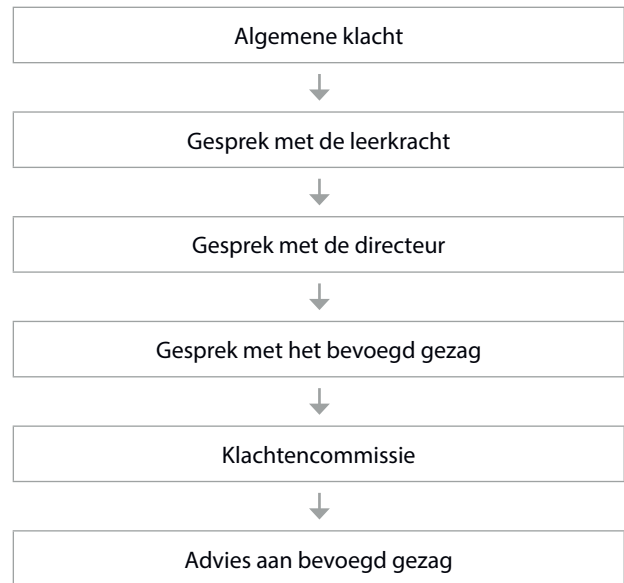 Algemene klacht
Gesprek met de leerkracht
Gesprek met de directeur
Gesprek met het bevoegd gezag
Klachtencommissie
Advies aan bevoegd gezag